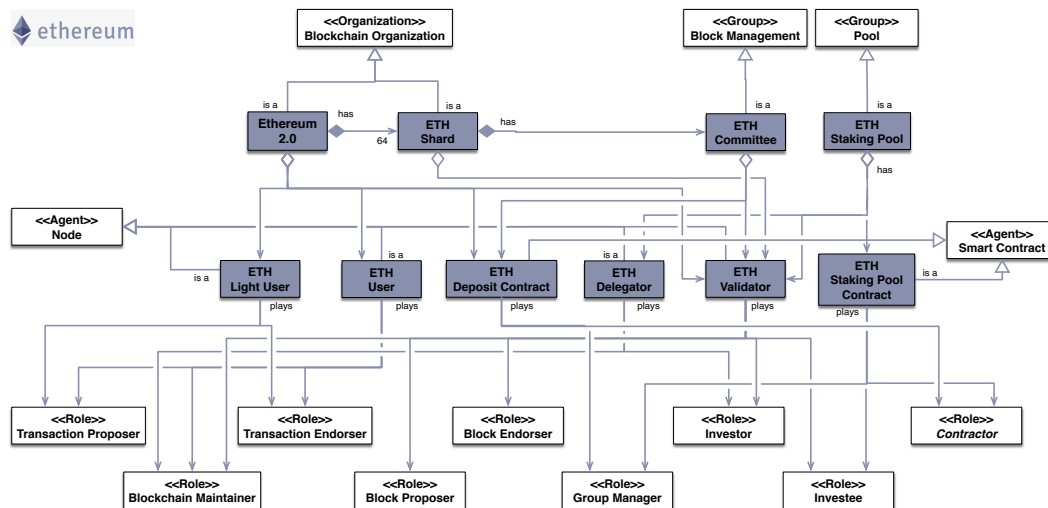 ethereum
<<Organization>>
Blockchain Organization
<<Group>>
Block Management
<<Group>>
Pool
is a
is a
is a
is a
Ethereum
2.0
has
64
ETH
Shard
has
ETH
Committee
ETH
Staking Pool
has
<<Agent>>
Node
<<Agent>>
Smart Contract
is a
is a
is a
is a
ETH
Light User
ETH
User
ETH
Deposit Contract
ETH
Delegator
ETH
Validator
ETH
Staking Pool
Contract
plays
plays
plays
plays
plays
<<Role>>
Transaction Proposer
<<Role>>
Transaction Endorser
<<Role>>
Block Endorser
<<Role>>
Investor
<<Role>>
Contractor
<<Role>>
Blockchain Maintainer
<<Role>>
Block Proposer
<<Role>>
Group Manager
<<Role>>
Investee